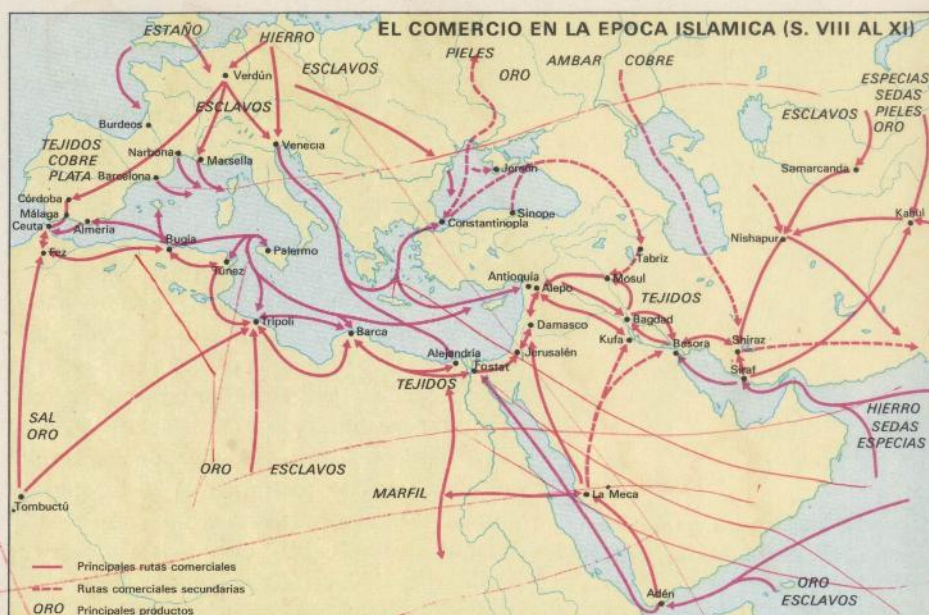 EL COMERCIO EN LA EPOCA ISLAMICA (S. VIII AL XI)
ESTAÑO
HIERRO
PIELES
ESCLAVOS
ORO
AMBAR
COBRE
ESPECIAS
SEDAS
PIELES
ORO
ESCLAVOS
Verdún
ESCLAVOS
Burdeos
TEJIDOS
COBRE
PLATA
Narbona
Marsella
Venecia
Barcelona
Samarcanda
Córdoba
Málaga
Ceuta
Almería
Constantinopla
Sinope
Kabul
Nishapur
Fez
Bugía
Palermo
Túnez
Tabriz
Antioquía
Alepo
Mosul
TEJIDOS
Trípoli
Barca
Damasco
Bagdad
Kufa
Basora
Shiraz
Siraf
Alejandría
Fostat
Jerusalén
TEJIDOS
SAL
ORO
HIERRO
SEDAS
ESPECIAS
ORO
ESCLAVOS
MARFIL
La Meca
Tombuctú
Adén
ORO
ESCLAVOS
Principales rutas comerciales
Rutas comerciales secundarias
ORO Principales productos